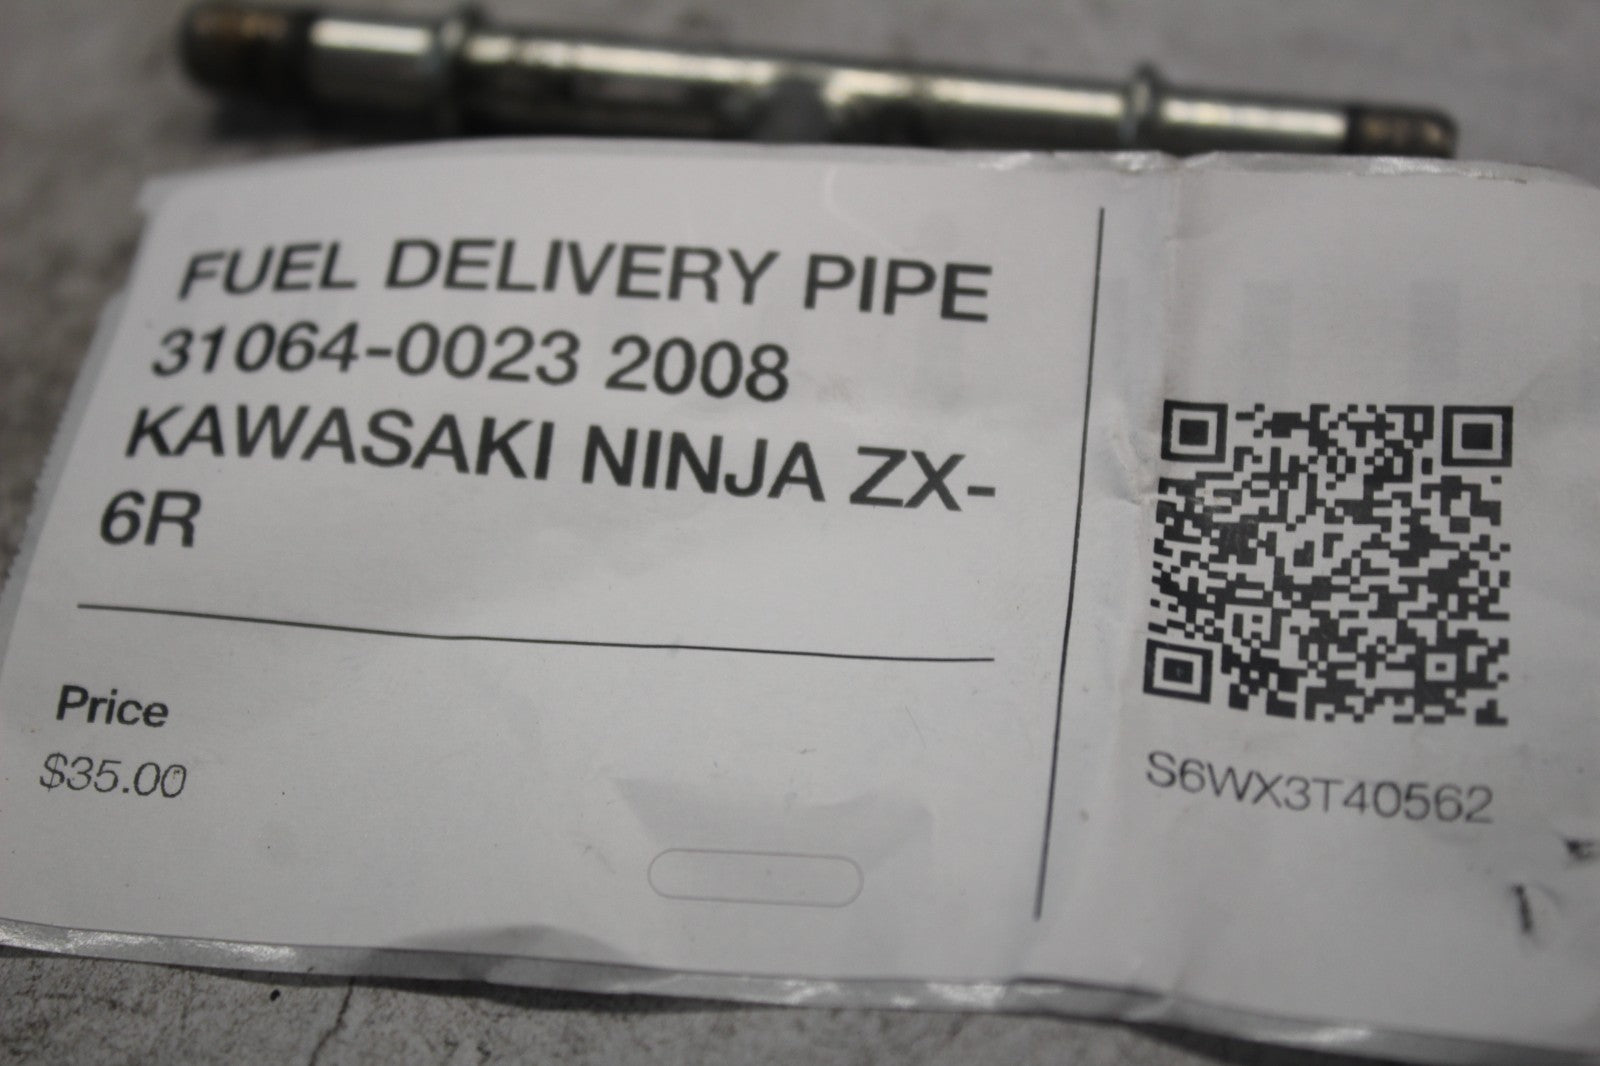 FUEL DELIVERY PIPE
31064-0023 2008
KAWASAKI NINJA ZX-
6R
Price
$35.00
S6WX3T40562